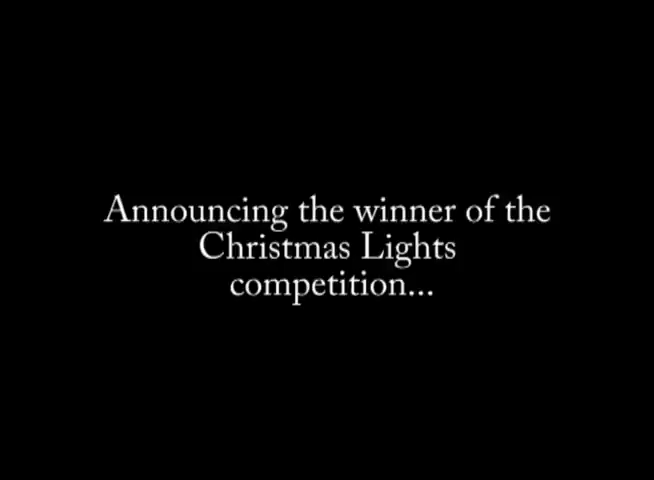 Announcing the winner of the
Christmas Lights
competition...